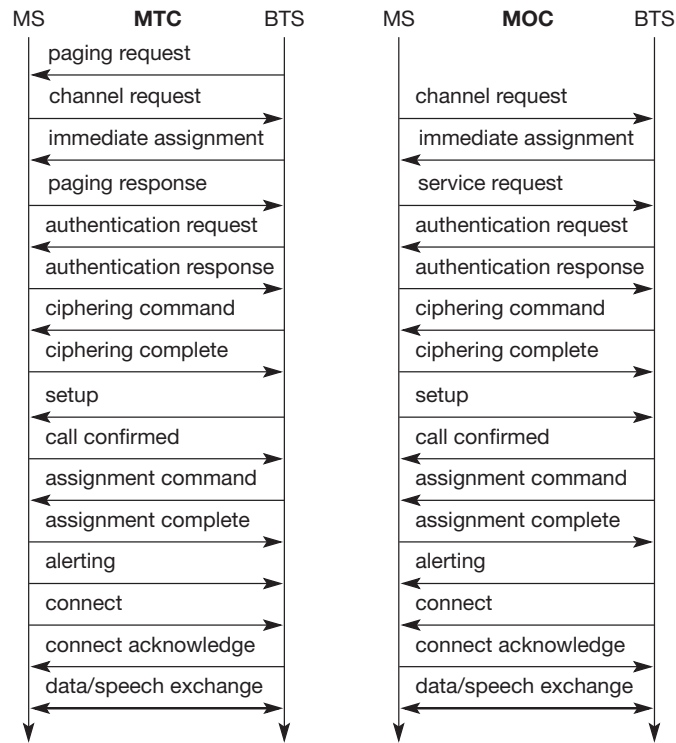 MS MTC BTS
paging request
channel request
immediate assignment
paging response
authentication request
authentication response
ciphering command
ciphering complete
setup
call confirmed
assignment command
assignment complete
alerting
connect
connect acknowledge
data/speech exchange
MS MOC BTS
channel request
immediate assignment
service request
authentication request
authentication response
ciphering command
ciphering complete
setup
call confirmed
assignment command
assignment complete
alerting
connect
connect acknowledge
data/speech exchange